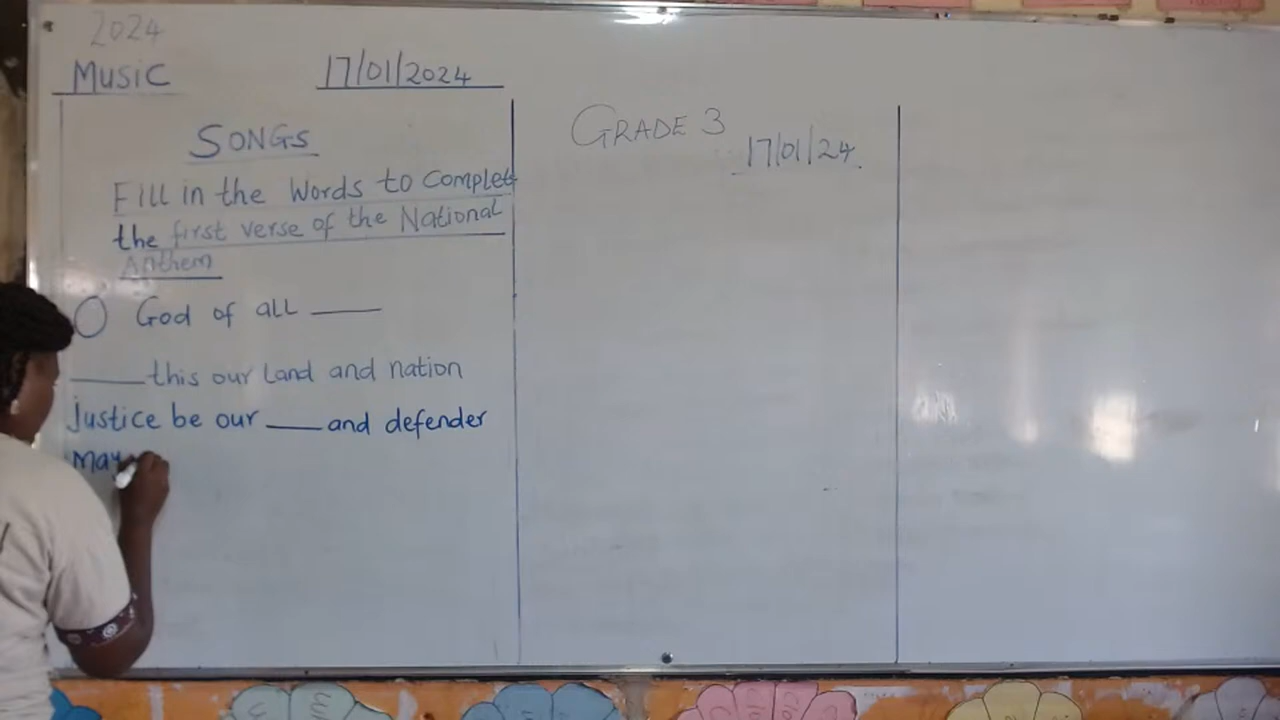 2024
MUSIC 17/01/2024
SONGS
Fill in the Words to Complet
the first verse of the National
Anthem
O God of all ____
____ this our Land and nation
Justice be our ____ and defender
May
GRADE 3
17/01/24